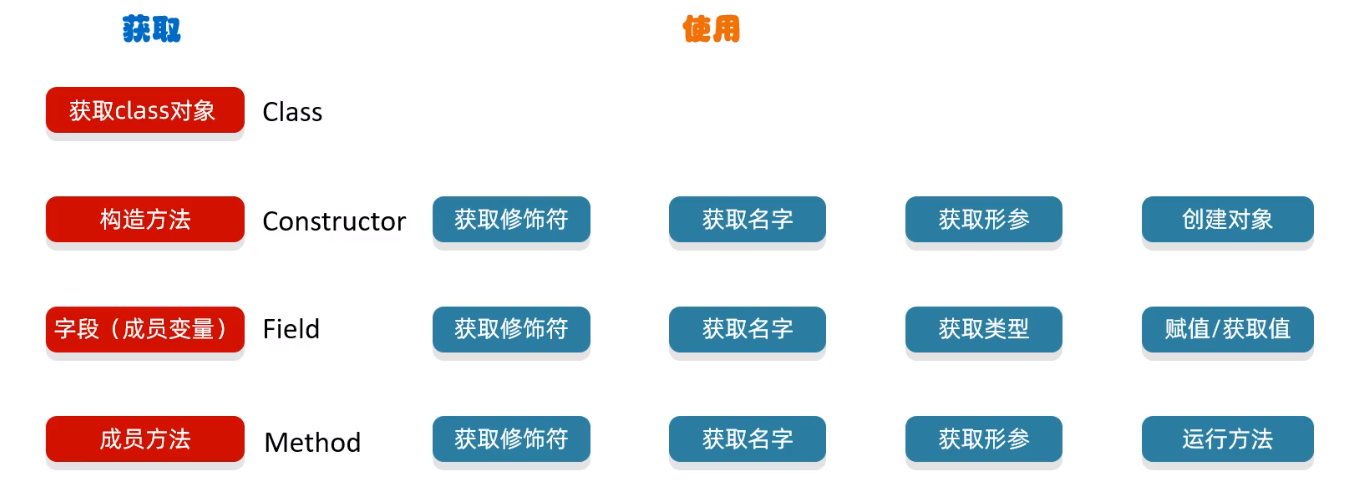 获取 使用
获取class对象 Class
构造方法 Constructor 获取修饰符 获取名字 获取形参 创建对象
字段（成员变量） Field 获取修饰符 获取名字 获取类型 赋值/获取值
成员方法 Method 获取修饰符 获取名字 获取形参 运行方法